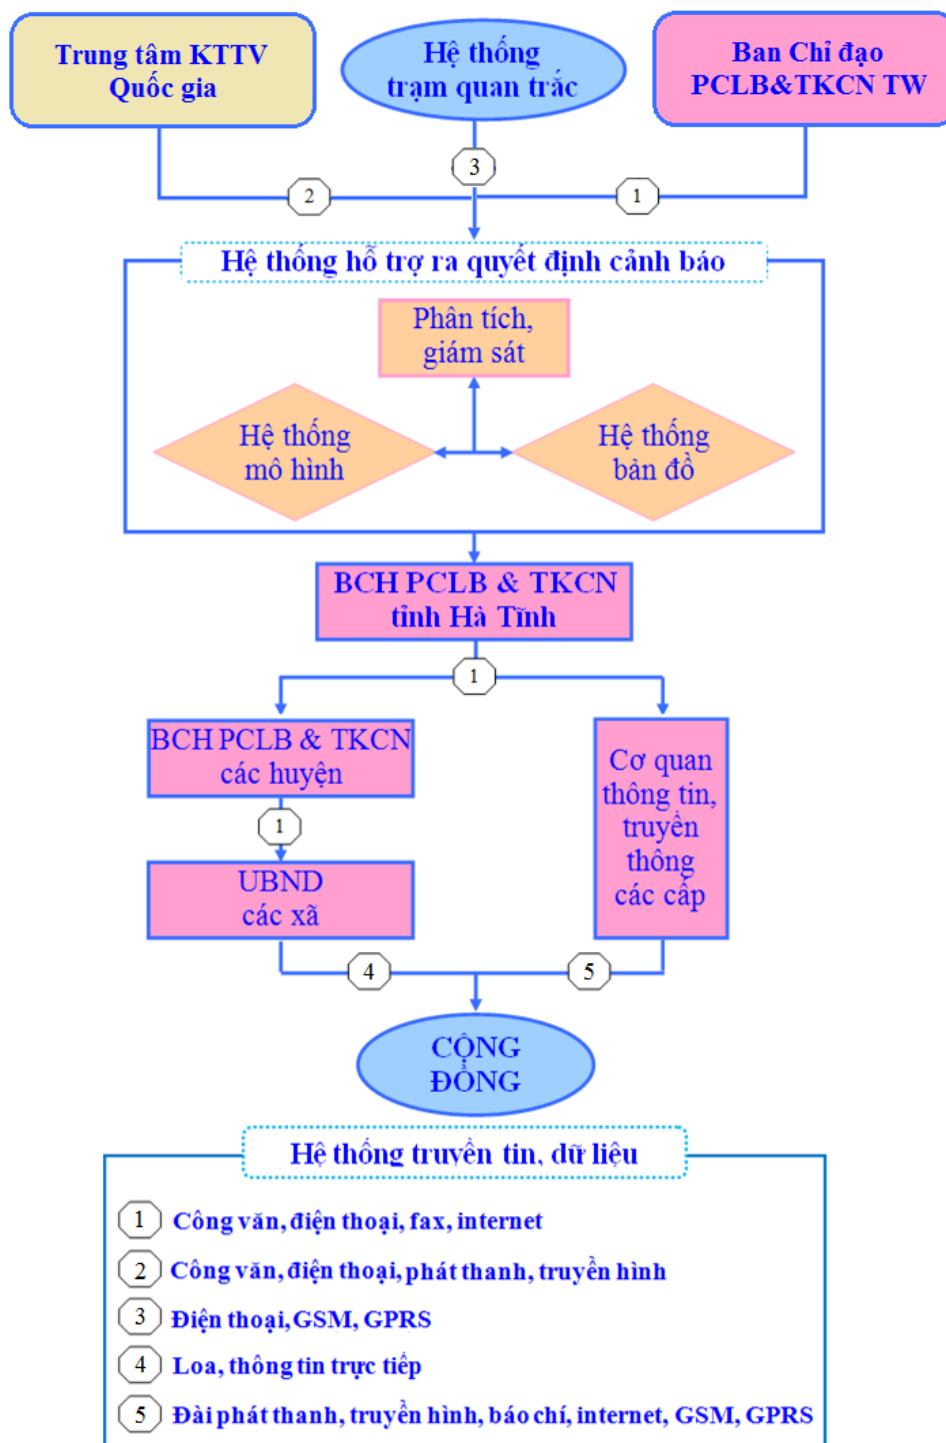 Trung tâm KTTV
Quốc gia
Hệ thống
trạm quan trắc
Ban Chỉ đạo
PCLB&TKCN TW
3
2
1
Hệ thống hỗ trợ ra quyết định cảnh báo
Phân tích,
giám sát
Hệ thống
mô hình
Hệ thống
bản đồ
BCH PCLB & TKCN
tỉnh Hà Tĩnh
1
BCH PCLB & TKCN
các huyện
Cơ quan
thông tin,
truyền
thông
các cấp
1
UBND
các xã
4
5
CỘNG
ĐỒNG
Hệ thống truyền tin, dữ liệu
1 Công văn, điện thoại, fax, internet
2 Công văn, điện thoại, phát thanh, truyền hình
3 Điện thoại, GSM, GPRS
4 Loa, thông tin trực tiếp
5 Đài phát thanh, truyền hình, báo chí, internet, GSM, GPRS